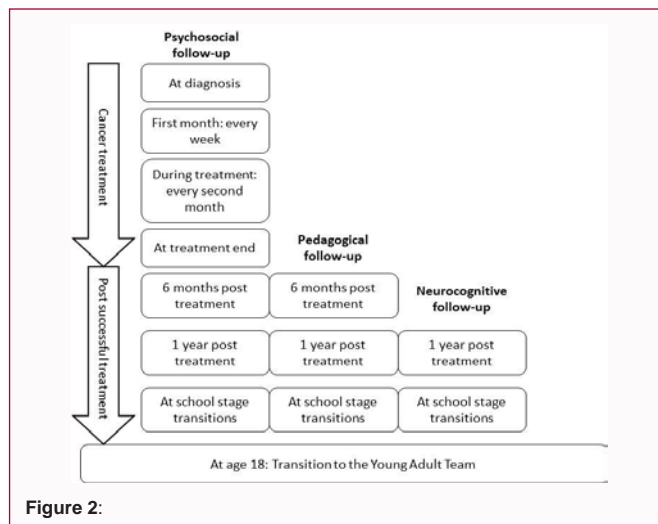 Psychosocial
follow-up
At diagnosis
First month: every
week
During treatment:
every second
month
At treatment end
Cancer treatment
Pedagogical
follow-up
6 months post
treatment
6 months post
treatment
Neurocognitive
follow-up
1 year post
treatment
1 year post
treatment
1 year post
treatment
At school stage
transitions
At school stage
transitions
At school stage
transitions
Post successful treatment
At age 18: Transition to the Young Adult Team
Figure 2: